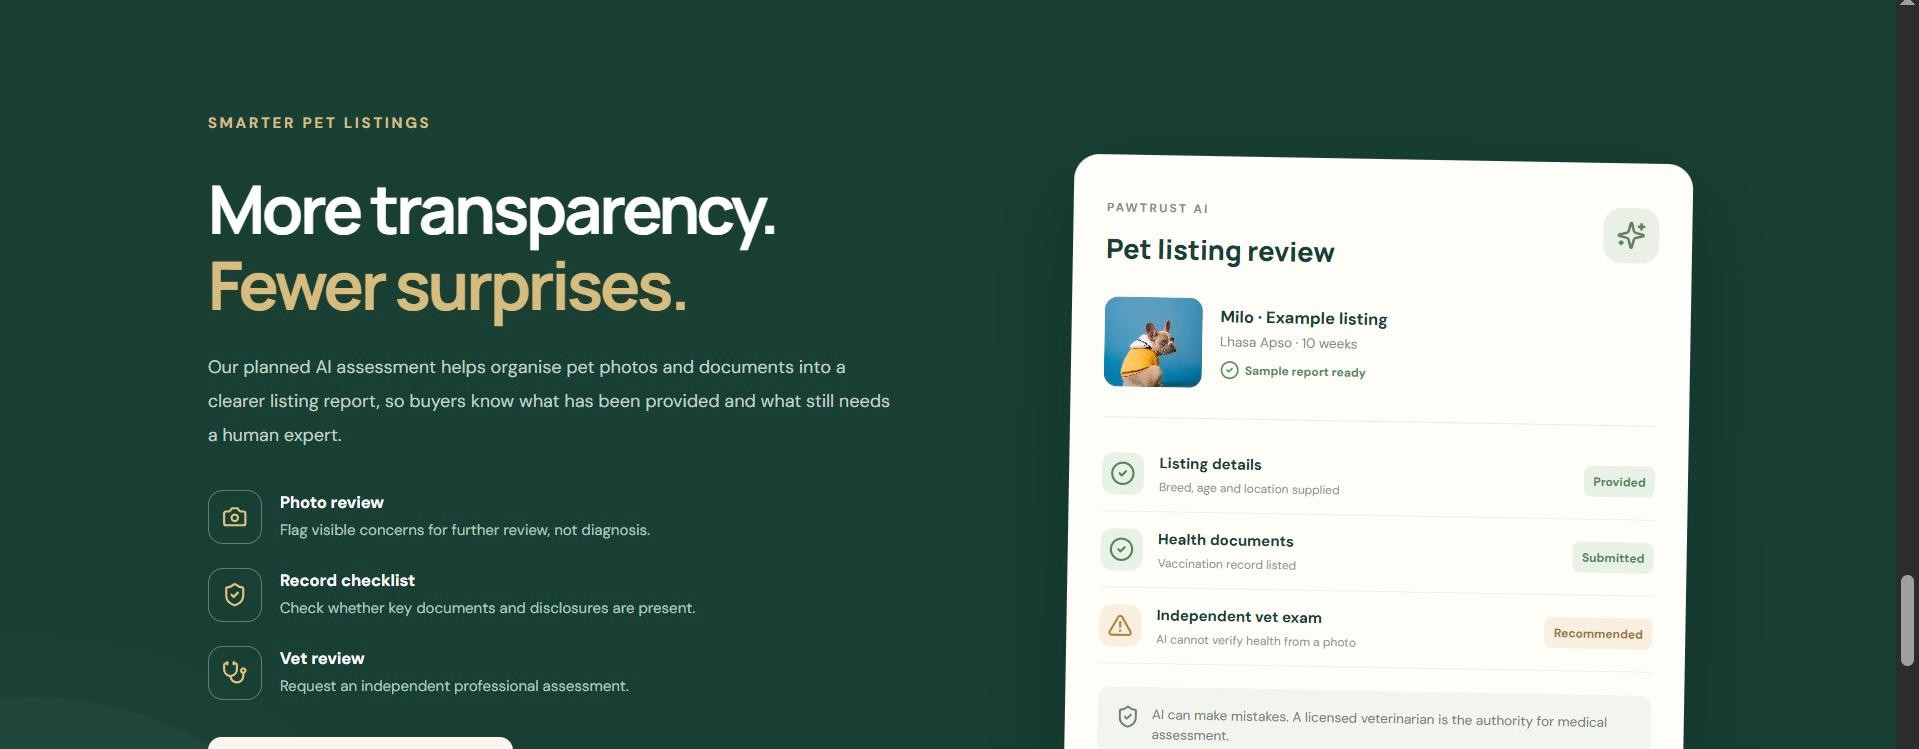 SMARTER PET LISTINGS
More transparency.
Fewer surprises.
Our planned AI assessment helps organise pet photos and documents into a
clearer listing report, so buyers know what has been provided and what still needs
a human expert.
Photo review
Flag visible concerns for further review, not diagnosis.
Record checklist
Check whether key documents and disclosures are present.
Vet review
Request an independent professional assessment.
PAWTRUST AI
Pet listing review
Milo · Example listing
Lhasa Apso · 10 weeks
Sample report ready
Listing details
Breed, age and location supplied
Provided
Health documents
Vaccination record listed
Submitted
Independent vet exam
AI cannot verify health from a photo
Recommended
AI can make mistakes. A licensed veterinarian is the authority for medical
assessment.